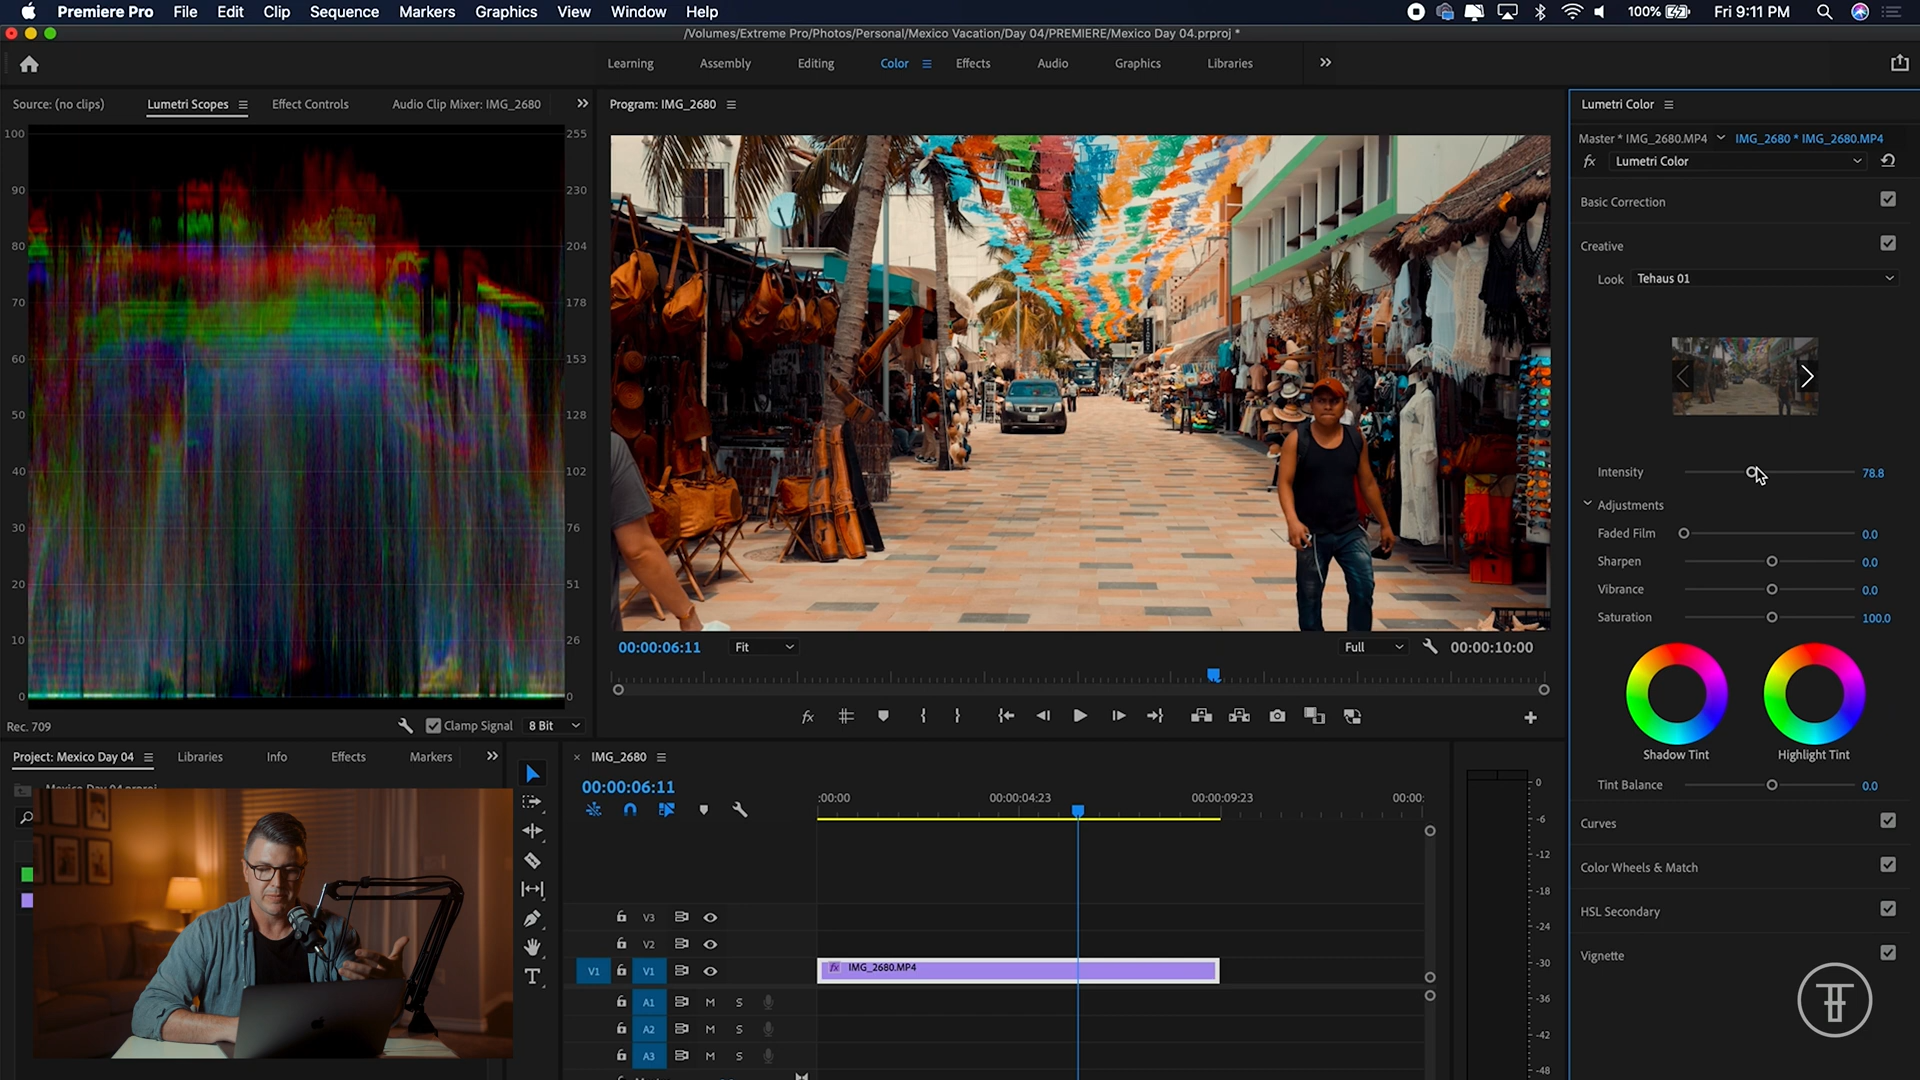 Premiere Pro File Edit Clip Sequence Markers Graphics View Window Help 100% Fri 9:11 PM
/Volumes/Extreme Pro/Photos/Personal/Mexico Vacation/Day 04/PREMIERE/Mexico Day 04.prproj *
Learning Assembly Editing Color Effects Audio Graphics Libraries
Source: (no clips) Lumetri Scopes Effect Controls Audio Clip Mixer: IMG_2680
100 255
90 230
80 204
70 178
60 153
50 128
40 102
30 76
20 51
10 26
0 0
Rec. 709 Clamp Signal 8 Bit
Program: IMG_2680
00:00:06:11 Fit Full 00:00:10:00
fx
Lumetri Color
Master * IMG_2680.MP4 IMG_2680 * IMG_2680.MP4
fx Lumetri Color
Basic Correction
Creative
Look Tehaus 01
Intensity 78.8
Adjustments
Faded Film 0.0
Sharpen 0.0
Vibrance 0.0
Saturation 100.0
Shadow Tint Highlight Tint
Tint Balance 0.0
Curves
Color Wheels & Match
HSL Secondary
Vignette
Project: Mexico Day 04 Libraries Info Effects Markers
Mexico Day 04.prproj
IMG_2680
00:00:06:11
:00:00 00:00:04:23 00:00:09:23 00:00:
V3
V2
V1 V1 fx IMG_2680.MP4
A1 M S
A2 M S
A3 M S
0
-6
-12
-18
-24
-30
-36
-42
-48